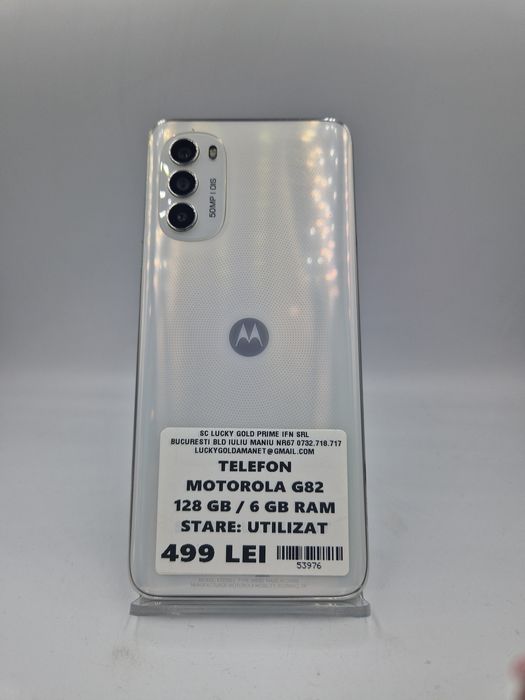 50MP | OIS
SC LUCKY GOLD PRIME IFN SRL
BUCURESTI BLD IULIU MANIU NR67 0732.718.717
LUCKYGOLDAMANET@GMAIL.COM
TELEFON
MOTOROLA G82
128 GB / 6 GB RAM
STARE: UTILIZAT
499 LEI
53976